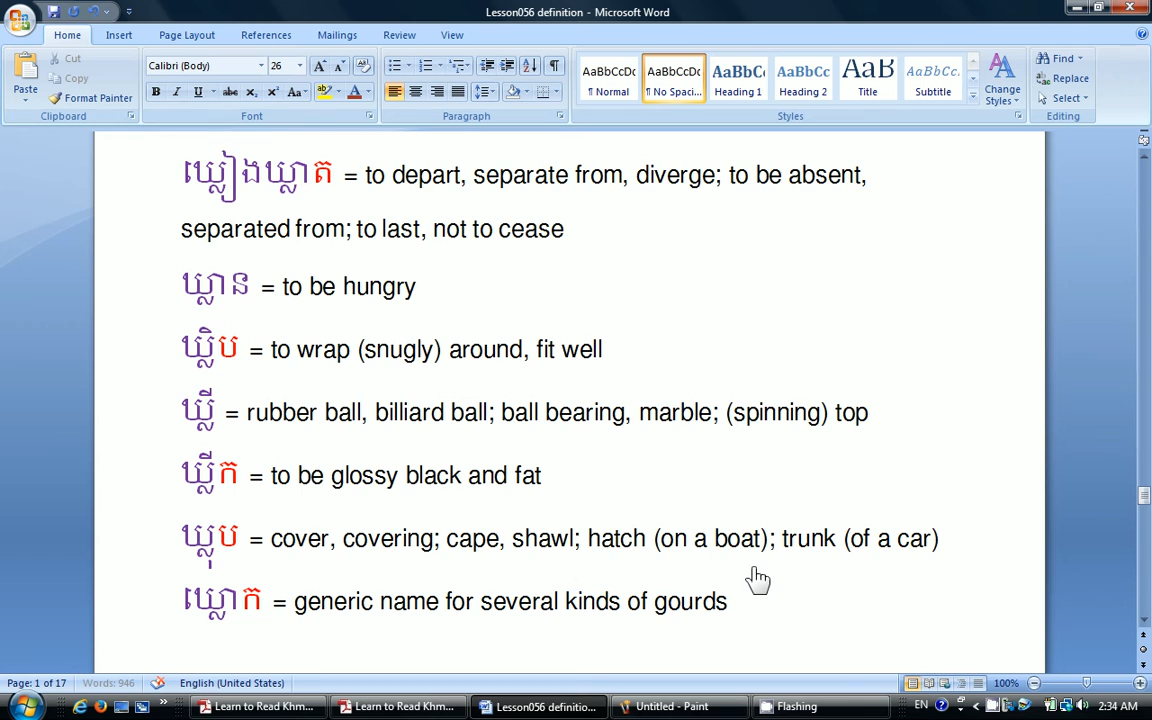 Lesson056 definition - Microsoft Word
Home Insert Page Layout References Mailings Review View
Paste
Cut
Copy
Format Painter
Clipboard
Calibri (Body) 26
Font
Paragraph
AaBbCcDc AaBbCcDc AaBbC AaBbCc AaB AaBbCc.
¶ Normal ¶ No Spaci... Heading 1 Heading 2 Title Subtitle
Styles
Change Styles
Find
Replace
Select
Editing
ឃ្លៀងឃ្លាត = to depart, separate from, diverge; to be absent,
separated from; to last, not to cease
ឃ្លាន = to be hungry
ឃ្លិប = to wrap (snugly) around, fit well
ឃ្លី = rubber ball, billiard ball; ball bearing, marble; (spinning) top
ឃ្លីក = to be glossy black and fat
ឃ្លុប = cover, covering; cape, shawl; hatch (on a boat); trunk (of a car)
ឃ្លោក = generic name for several kinds of gourds
Page: 1 of 17 Words: 946 English (United States) 100%
Learn to Read Khm... Learn to Read Khm... Lesson056 definitio... Untitled - Paint Flashing EN 2:34 AM